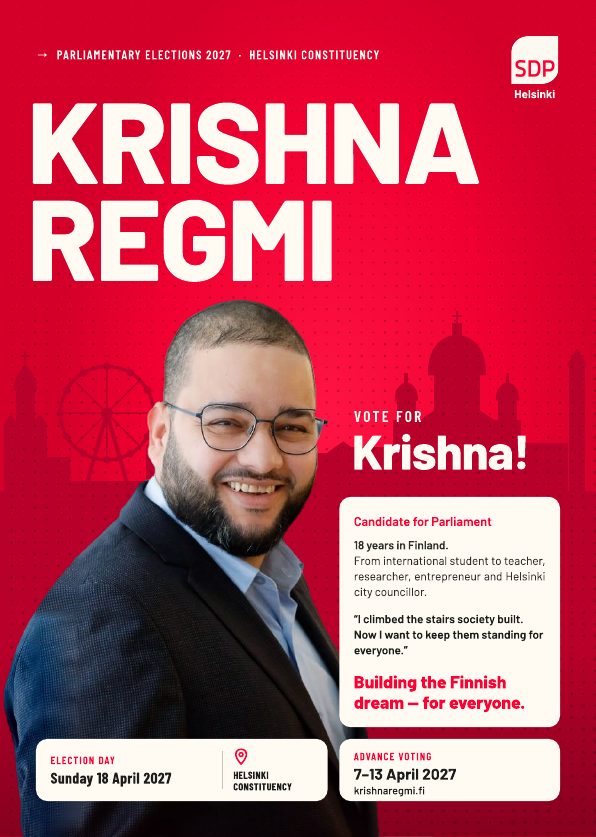 → PARLIAMENTARY ELECTIONS 2027 · HELSINKI CONSTITUENCY
SDP
Helsinki
KRISHNA
REGMI
VOTE FOR
Krishna!
Candidate for Parliament
18 years in Finland.
From international student to teacher,
researcher, entrepreneur and Helsinki
city councillor.
"I climbed the stairs society built.
Now I want to keep them standing for
everyone."
Building the Finnish
dream – for everyone.
ELECTION DAY
Sunday 18 April 2027
HELSINKI
CONSTITUENCY
ADVANCE VOTING
7–13 April 2027
krishnaregmi.fi